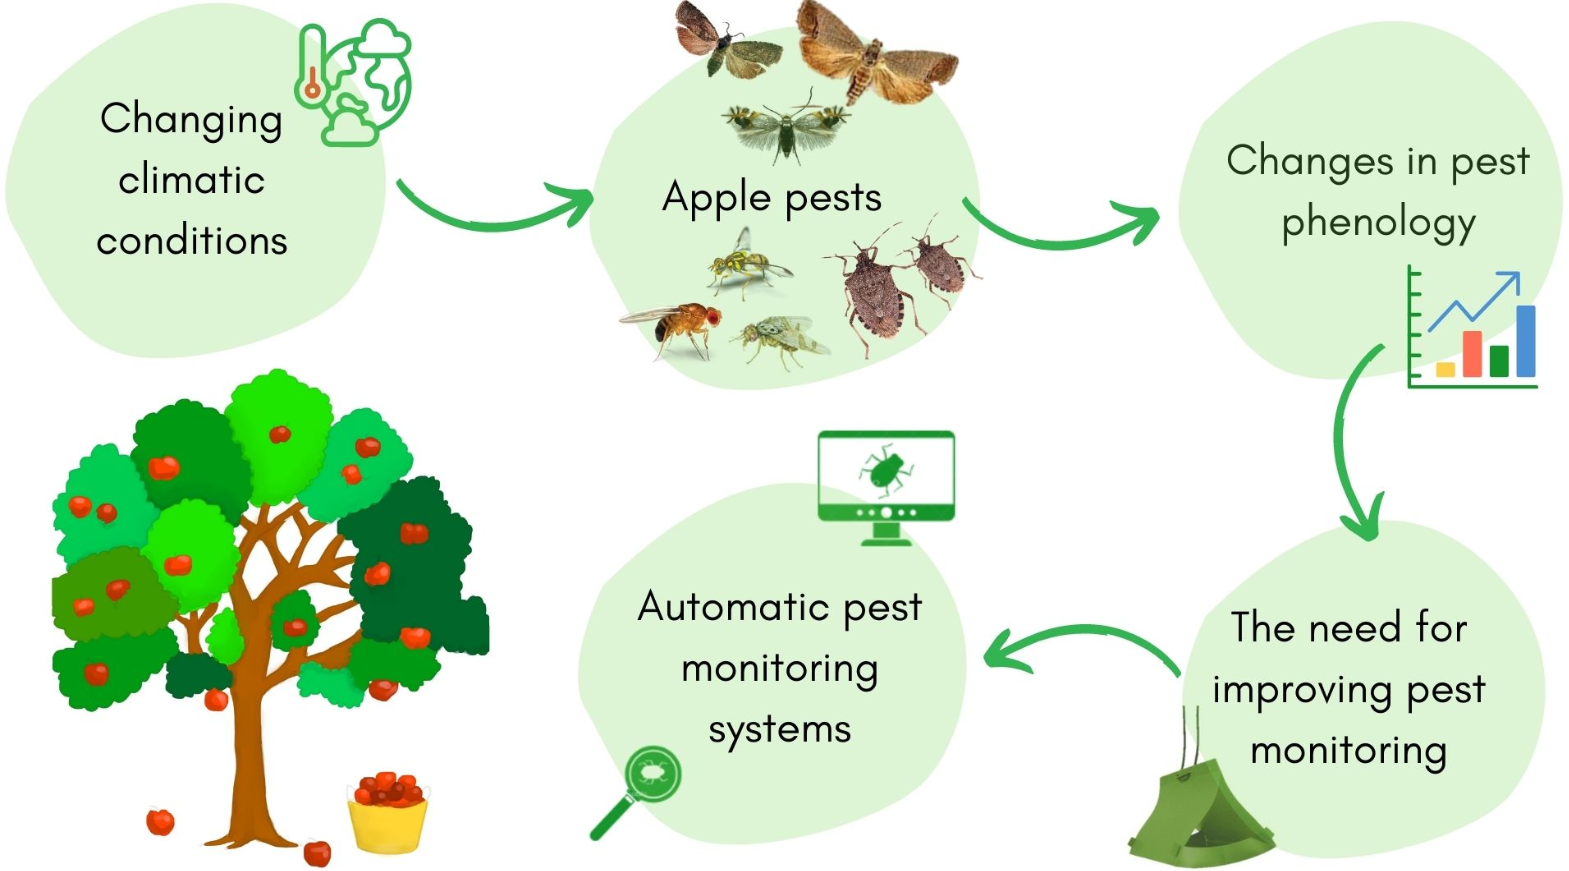 Changing
climatic
conditions
Apple pests
Changes in pest
phenology
The need for
improving pest
monitoring
Automatic pest
monitoring
systems